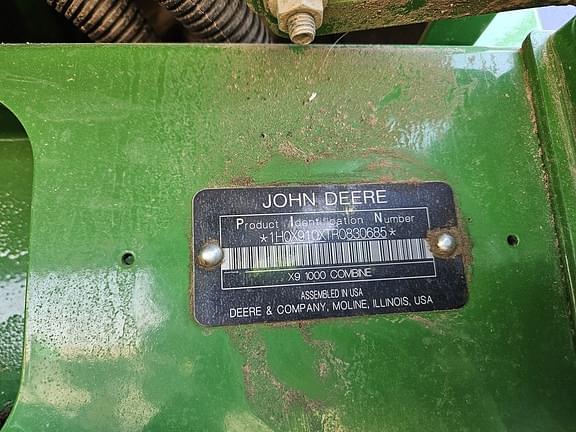 JOHN DEERE
Product Identification Number
*1H0X910XTR0830685*
X9 1000 COMBINE
ASSEMBLED IN USA
DEERE & COMPANY, MOLINE, ILLINOIS, USA